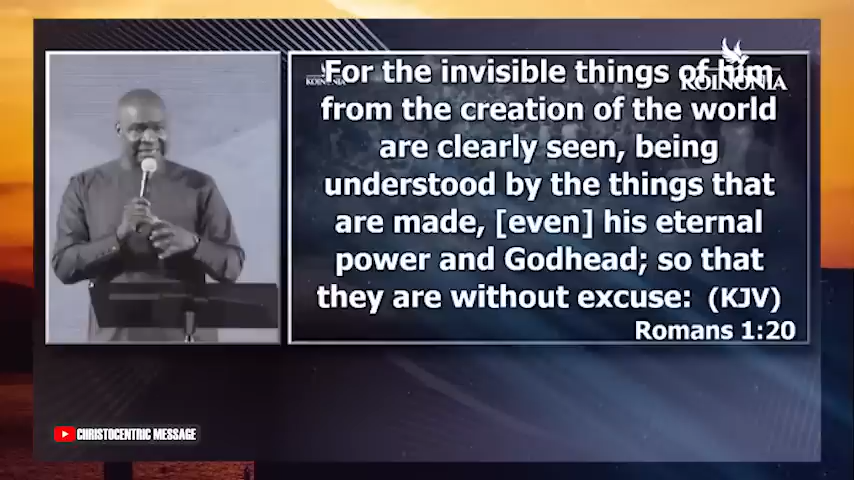 For the invisible things of him
from the creation of the world
are clearly seen, being
understood by the things that
are made, [even] his eternal
power and Godhead; so that
they are without excuse: (KJV)
Romans 1:20
KOINONIA
KOINONIA
CHRISTOCENTRIC MESSAGE